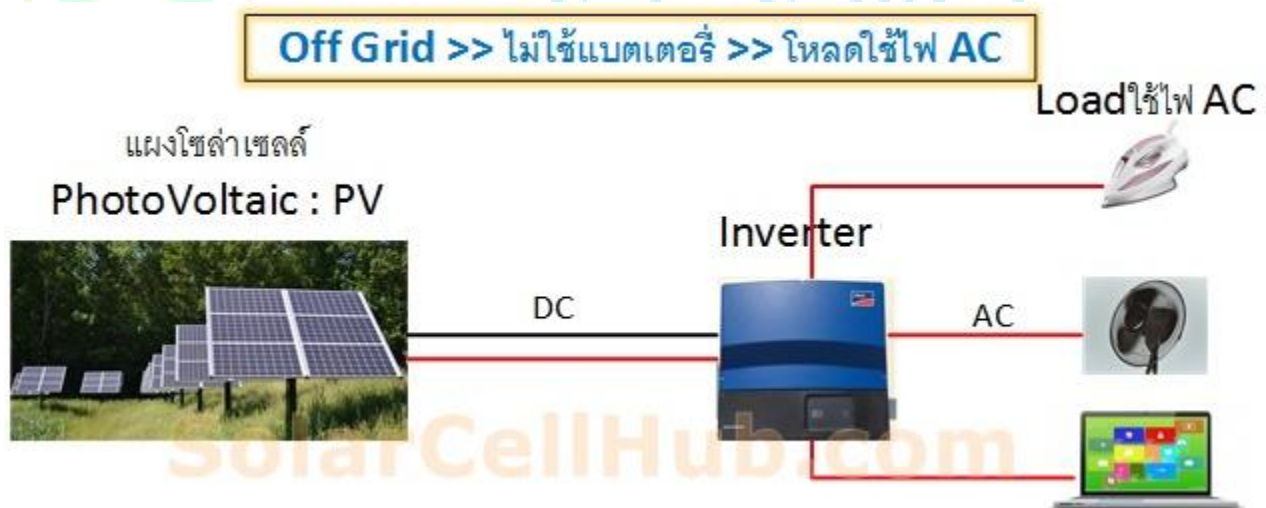 Off Grid >> ไม่ใช้แบตเตอรี่ >> โหลดใช้ไฟ AC
Loadใช้ไฟ AC
แผงโซล่าเซลล์
PhotoVoltaic : PV
Inverter
DC
AC
SolarCellHub.com